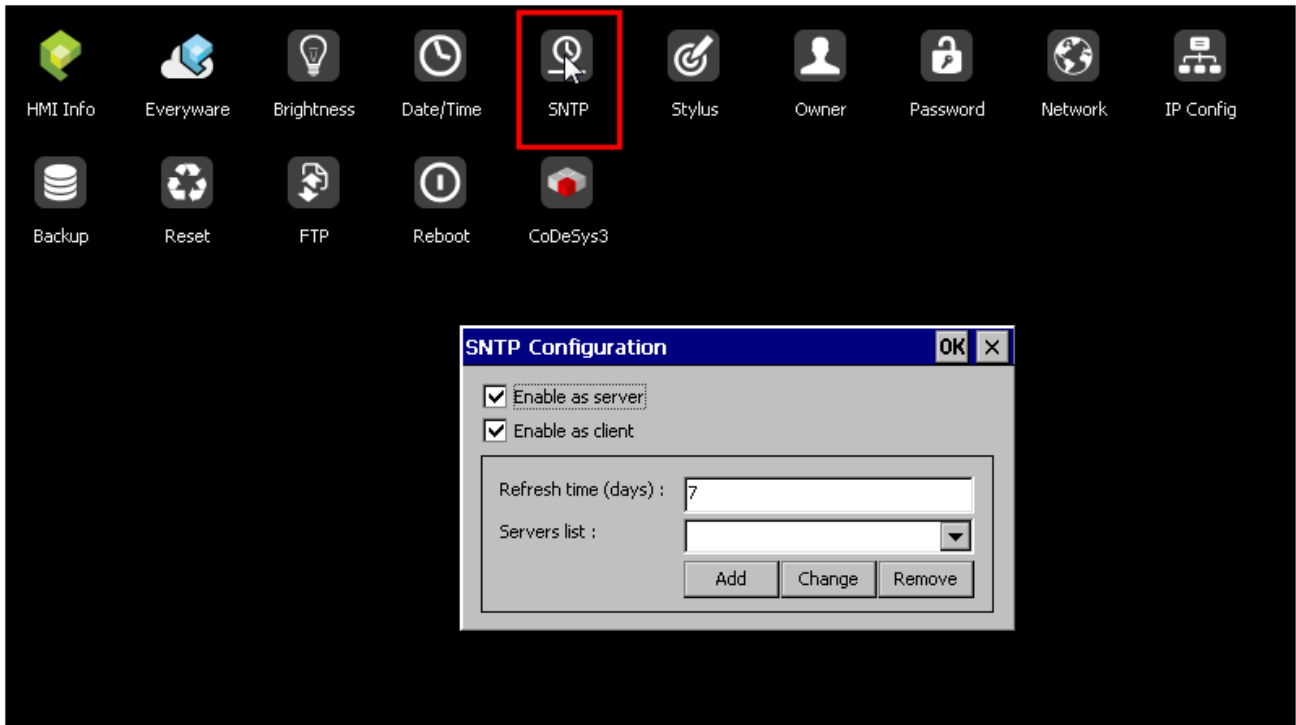 HMI Info Everyware Brightness Date/Time SNTP Stylus Owner Password Network IP Config
Backup Reset FTP Reboot CoDeSys3
SNTP Configuration OK
Enable as server
Enable as client
Refresh time (days) : 7
Servers list :
Add Change Remove